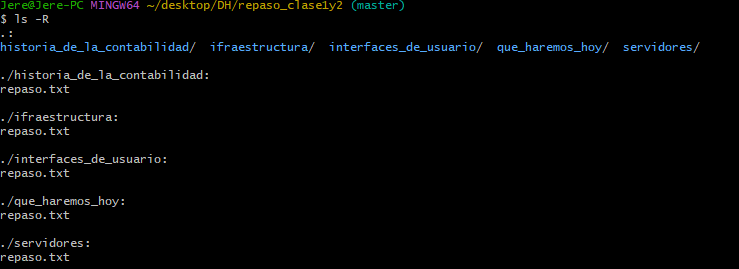 Jere@Jere-PC MINGW64 ~/desktop/DH/repaso_clase1y2 (master)
$ ls -R
.:
historia_de_la_contabilidad/  ifraestructura/  interfaces_de_usuario/  que_haremos_hoy/  servidores/

./historia_de_la_contabilidad:
repaso.txt

./ifraestructura:
repaso.txt

./interfaces_de_usuario:
repaso.txt

./que_haremos_hoy:
repaso.txt

./servidores:
repaso.txt